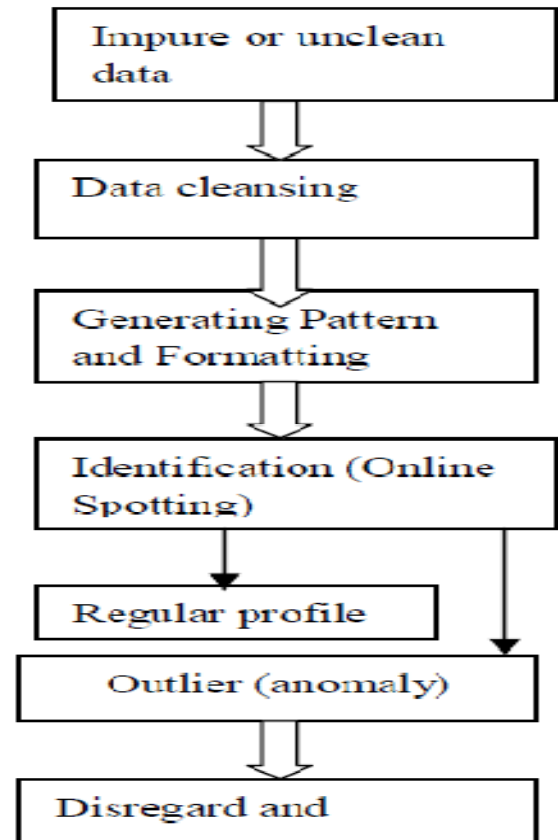 Impure or unclean
data
Data cleansing
Generating Pattern
and Formatting
Identification (Online
Spotting)
Regular profile
Outlier (anomaly)
Disregard and